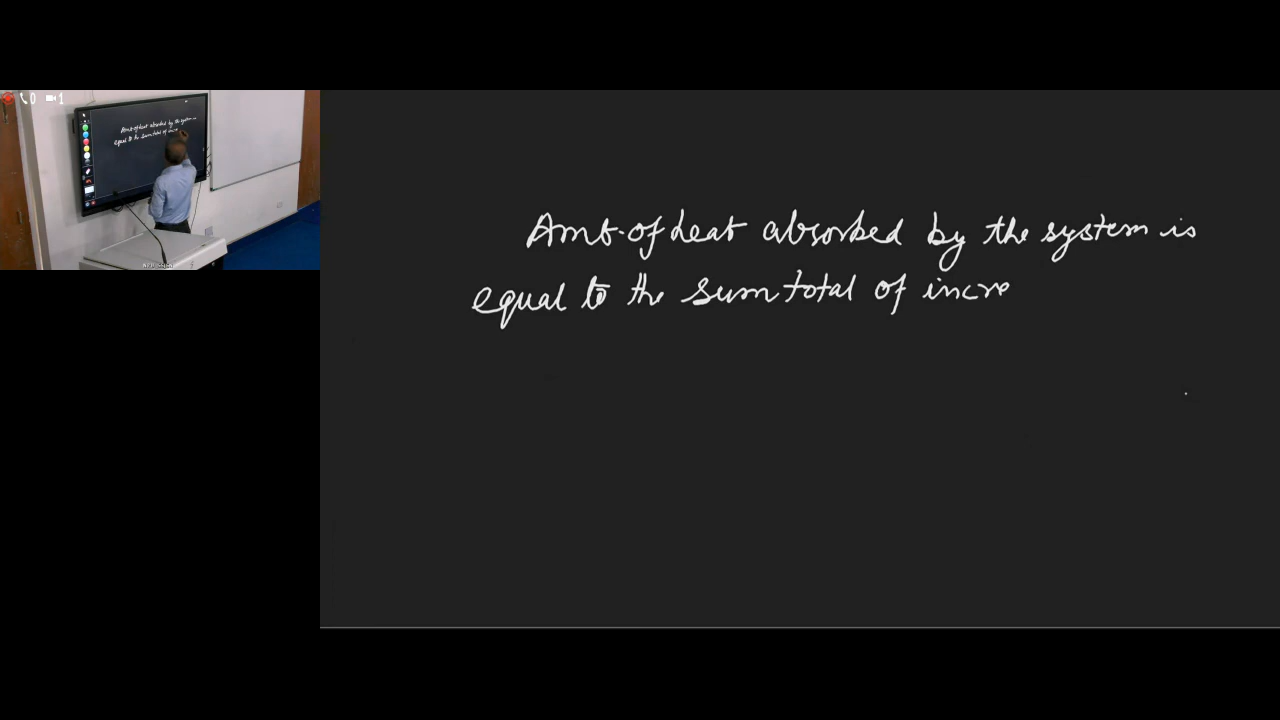 Amt. of heat absorbed by the system is
equal to the sum total of incre